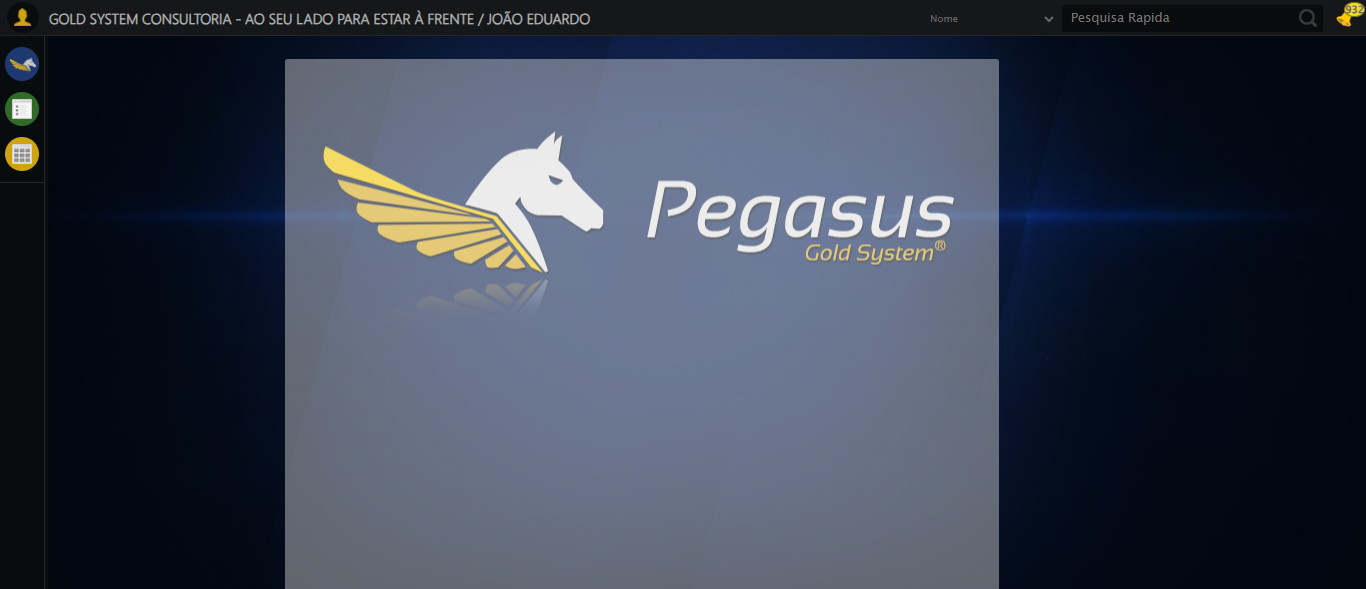 GOLD SYSTEM CONSULTORIA - AO SEU LADO PARA ESTAR À FRENTE / JOÃO EDUARDO
Nome
Pesquisa Rapida
932
Pegasus
Gold System®